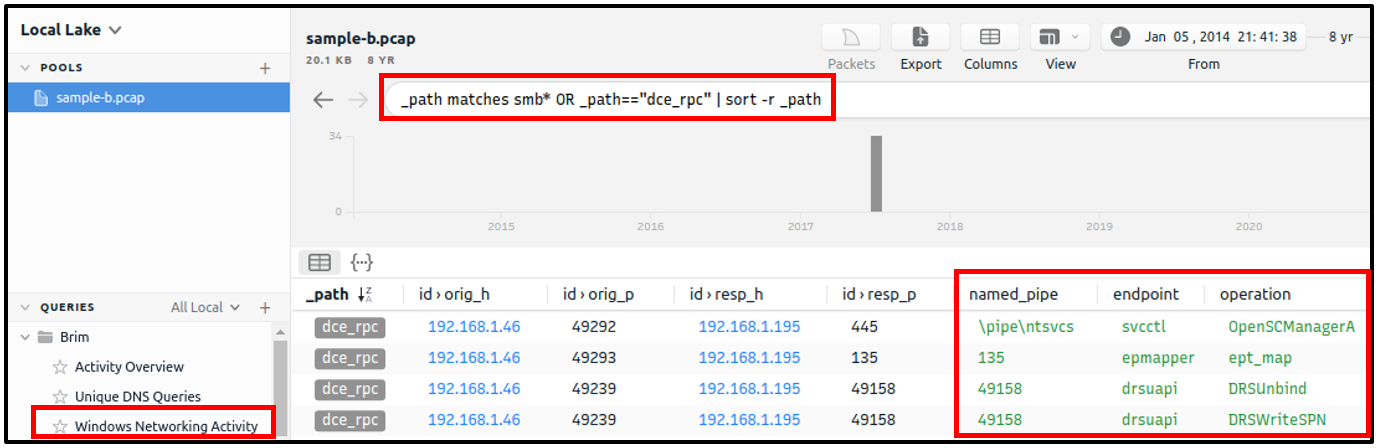 Local Lake
POOLS
sample-b.pcap
QUERIES All Local
Brim
Activity Overview
Unique DNS Queries
Windows Networking Activity
sample-b.pcap
20.1 KB 8 YR
Packets Export Columns View
Jan 05 , 2014 21: 41: 38 8 yr
From
_path matches smb* OR _path=="dce_rpc" | sort -r _path
34
0
2015 2016 2017 2018 2019 2020
_path Z A id › orig_h id › orig_p id › resp_h id › resp_p named_pipe endpoint operation
dce_rpc 192.168.1.46 49292 192.168.1.195 445 \pipe\ntsvcs svcctl OpenSCManagerA
dce_rpc 192.168.1.46 49293 192.168.1.195 135 135 epmapper ept_map
dce_rpc 192.168.1.46 49239 192.168.1.195 49158 49158 drsuapi DRSUnbind
dce_rpc 192.168.1.46 49239 192.168.1.195 49158 49158 drsuapi DRSWriteSPN